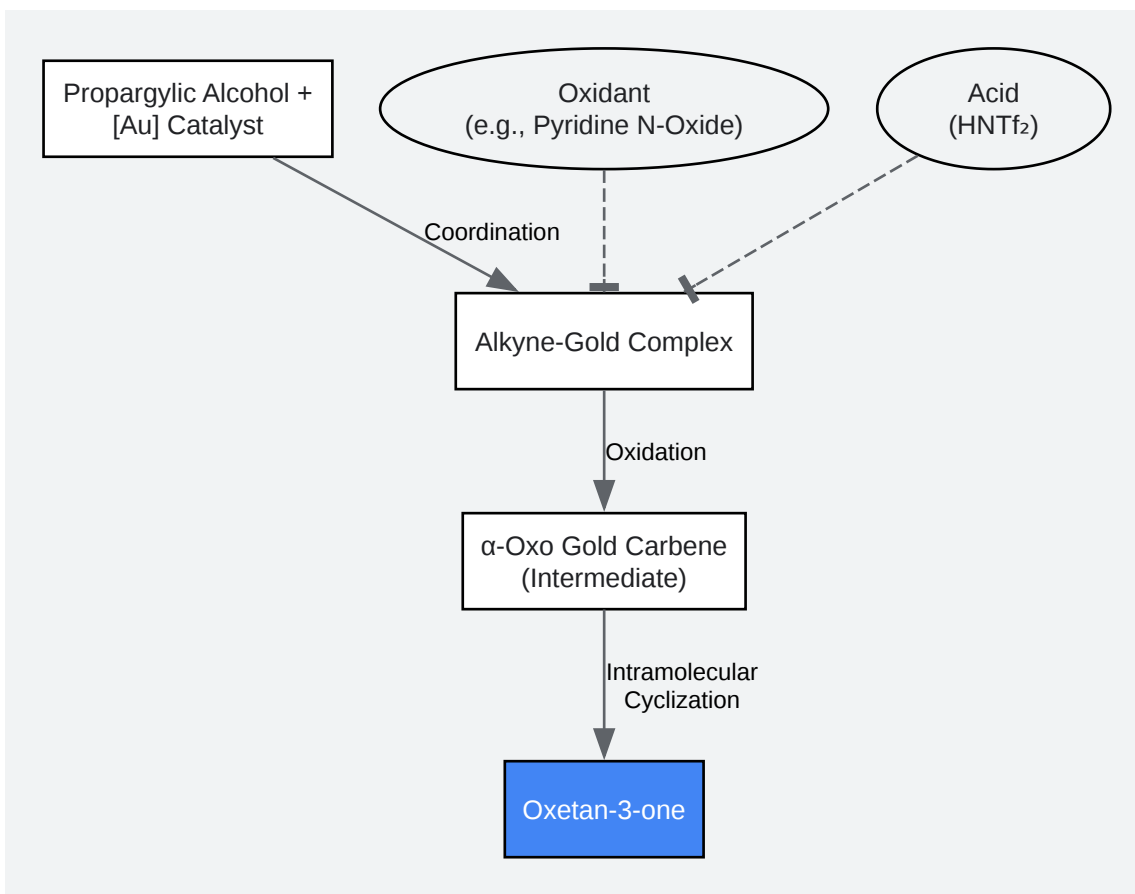 Propargylic Alcohol +
[Au] Catalyst
Oxidant
(e.g., Pyridine N-Oxide)
Acid
(HNTf₂)
Coordination
Alkyne-Gold Complex
Oxidation
α-Oxo Gold Carbene
(Intermediate)
Intramolecular
Cyclization
Oxetan-3-one